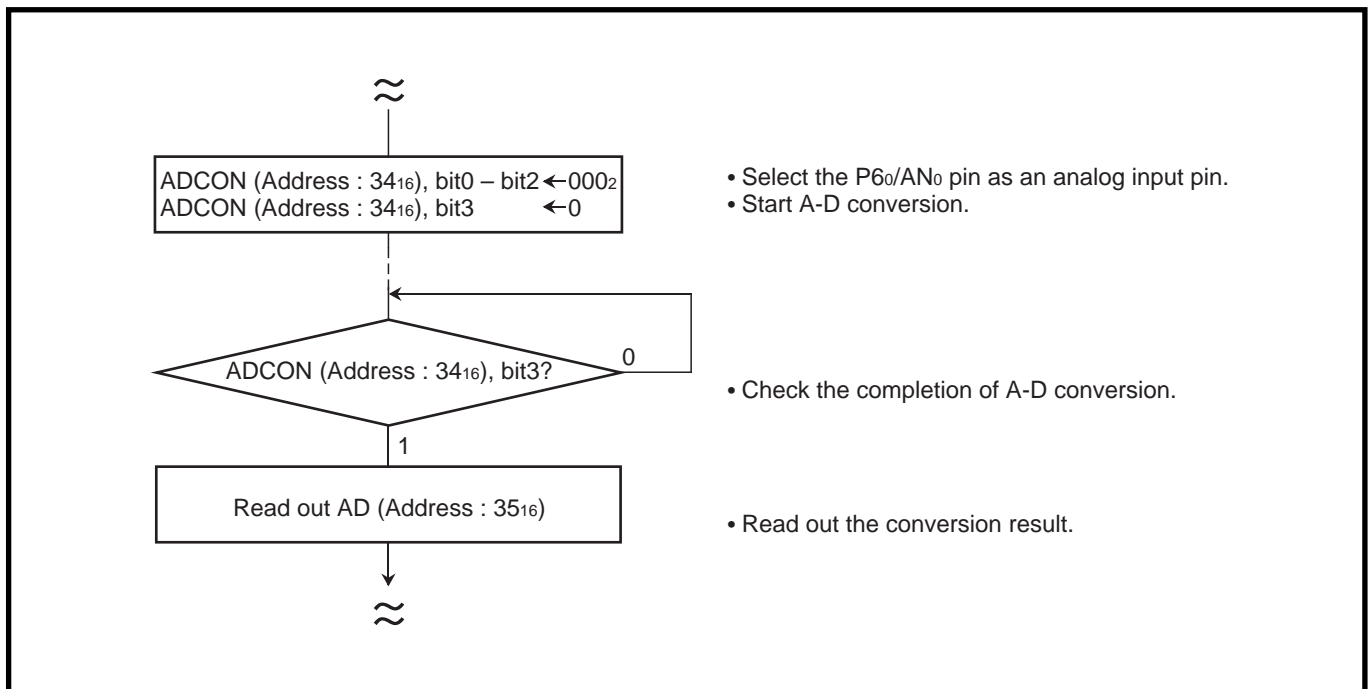 ≈
ADCON (Address : 34₁₆), bit0 – bit2 ←000₂
ADCON (Address : 34₁₆), bit3 ←0
• Select the P6₀/AN₀ pin as an analog input pin.
• Start A-D conversion.
ADCON (Address : 34₁₆), bit3?
0
• Check the completion of A-D conversion.
1
Read out AD (Address : 35₁₆)
• Read out the conversion result.
≈